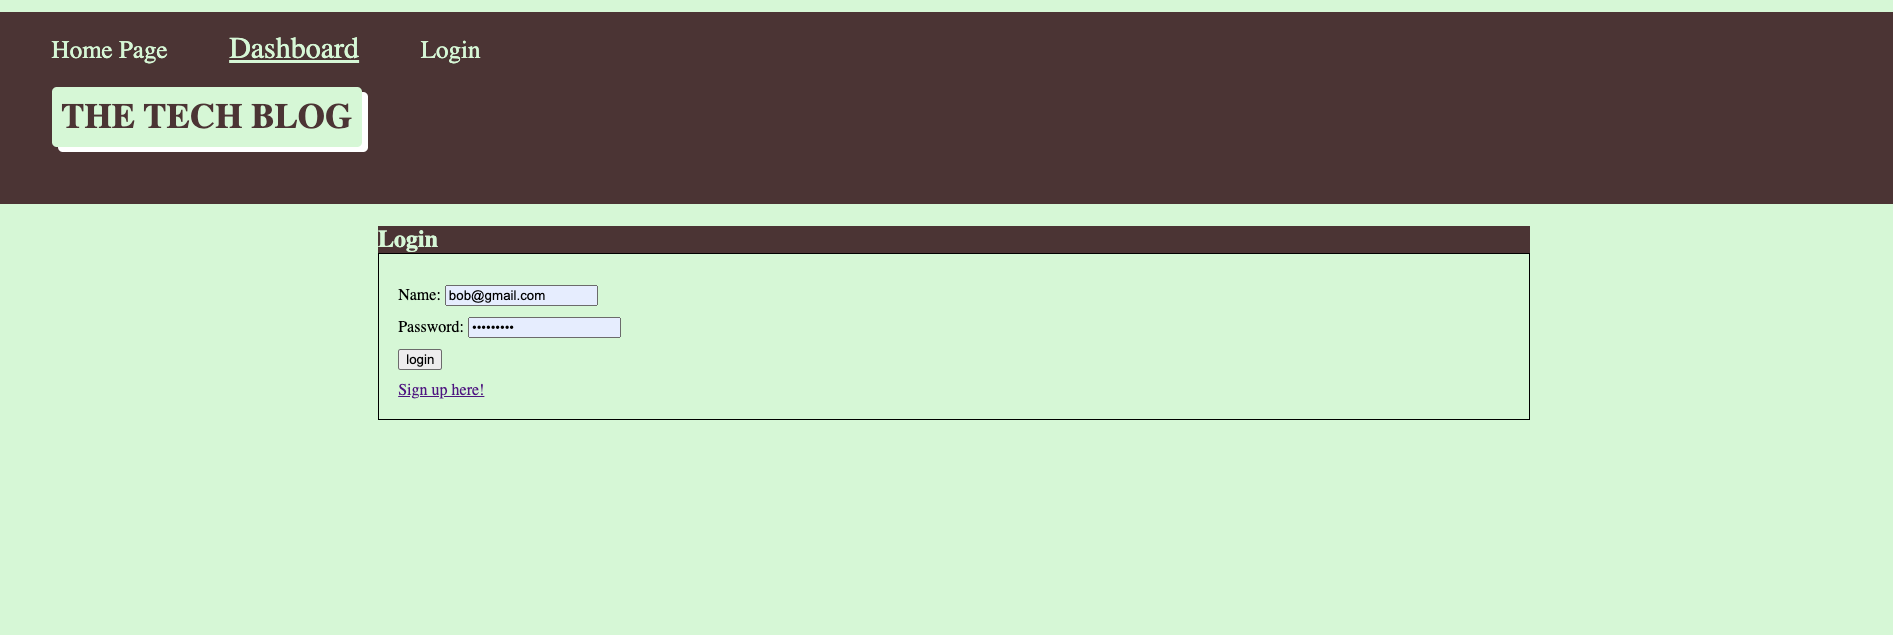 Home Page Dashboard Login
THE TECH BLOG
Login
Name: bob@gmail.com
Password: •••••••••
login
Sign up here!